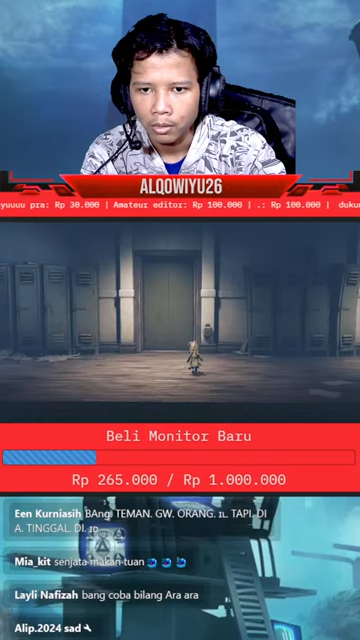 ALQOWIYU26
yuuuu pra: Rp 30.000 | Amateur editor: Rp 100.000 | .: Rp 100.000 | duku
Beli Monitor Baru
Rp 265.000 / Rp 1.000.000
Een Kurniasih BAngi TEMAN. GW. ORANG. IL. TAPI. DI
A. TINGGAL. DI. ID
Mia_kit senjata makan tuan
Layli Nafizah bang coba bilang Ara ara
Alip.2024 sad